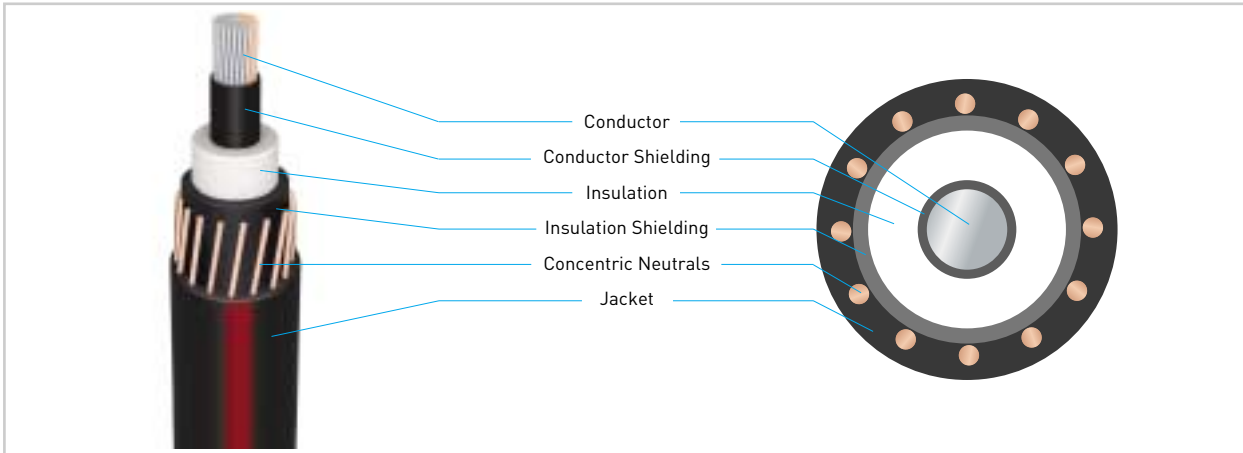 Conductor
Conductor Shielding
Insulation
Insulation Shielding
Concentric Neutrals
Jacket